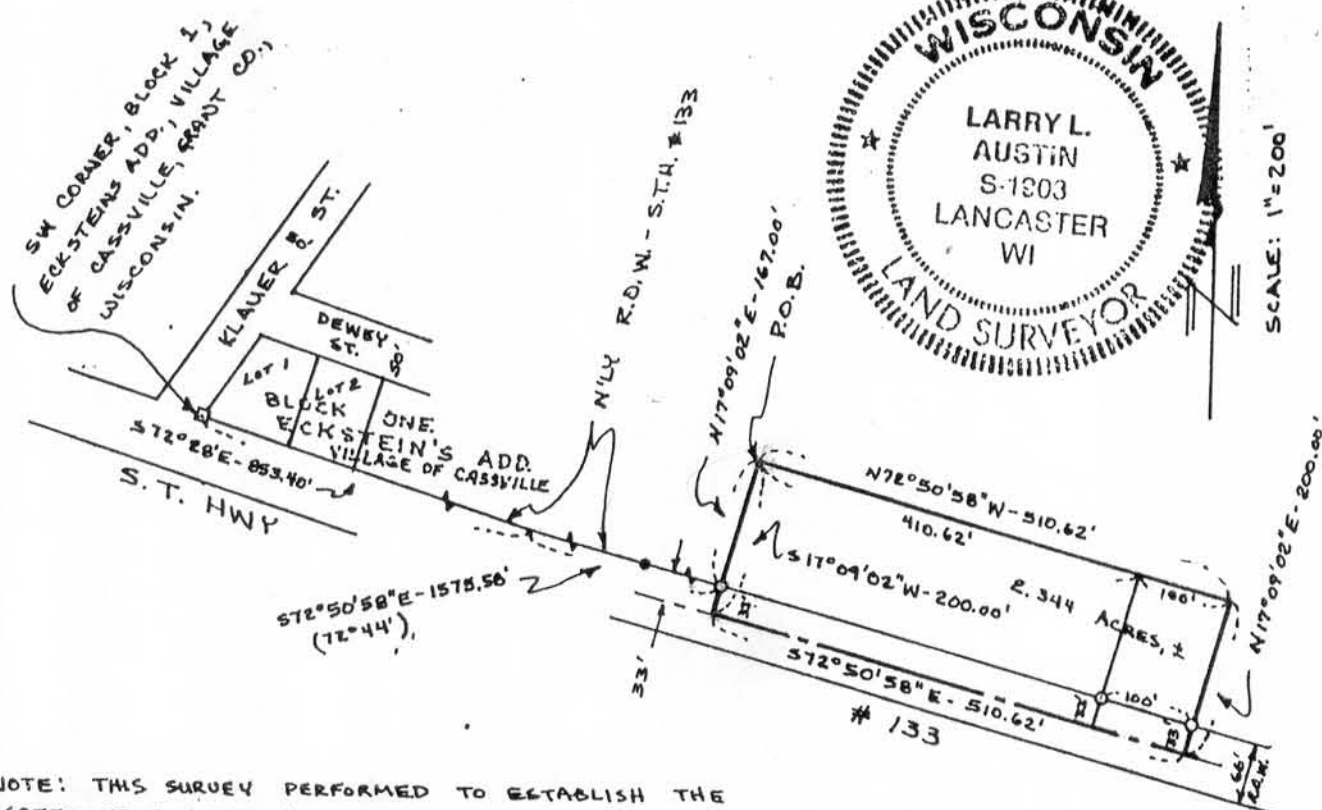 SW CORNER, BLOCK 1,
ECKSTEINS ADD., VILLAGE
OF CASSVILLE, GRANT CO.,
WISCONSIN.
KLAUER 50' ST.
DEWEY
ST. 50'
LOT 1
LOT 2
BLOCK ONE
ECKSTEIN'S ADD.
VILLAGE OF CASSVILLE
S72°28'E-853.40'
S. T. HWY
N'LY R.O.W. - S.T.H. #133
S72°50'58"E-1575.58'
(72°44')
33'
N17°09'02"E-167.00'
P.O.B.
WISCONSIN
LARRY L.
AUSTIN
S-1303
LANCASTER
WI
LAND SURVEYOR
N
SCALE: 1"=200'
N72°50'58"W-510.62'
410.62'
100'
S17°09'02"W-200.00'
2.344
ACRES, ±
N17°09'02"E-200.00'
S72°50'58"E-510.62'
100'
33'
# 133
66'
R.O.W.
NOTE: THIS SURVEY PERFORMED TO ESTABLISH THE